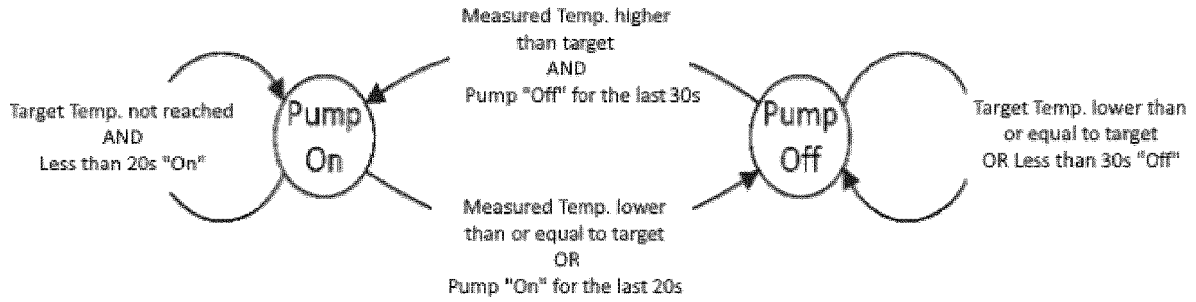 Measured Temp. higher
than target
AND
Pump "Off" for the last 30s
Target Temp. not reached
AND
Less than 20s "On"
Pump
On
Pump
Off
Target Temp. lower than
or equal to target
OR Less than 30s "Off"
Measured Temp. lower
than or equal to target
OR
Pump "On" for the last 20s